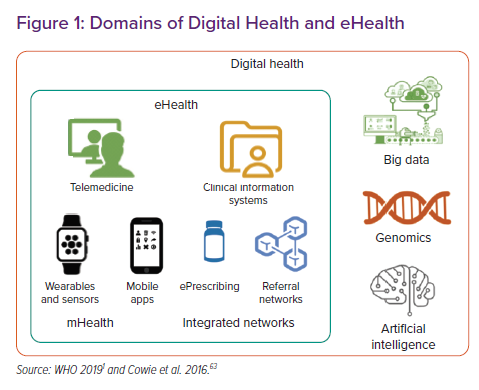 Figure 1: Domains of Digital Health and eHealth
Digital health
eHealth
Telemedicine
Clinical information
systems
Wearables
and sensors
Mobile
apps
ePrescribing
Referral
networks
mHealth
Integrated networks
Big data
Genomics
Artificial
intelligence
Source: WHO 2019¹ and Cowie et al. 2016.⁶³